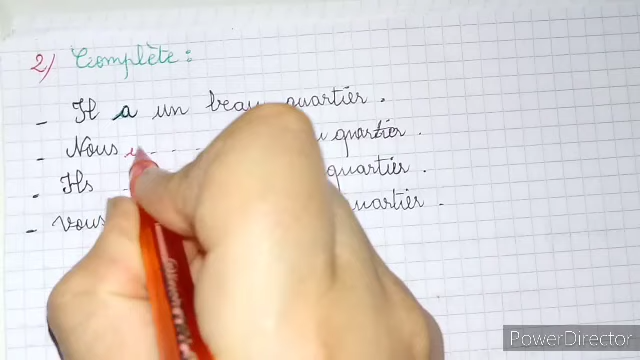 2) Complète :
- Il a un beau quartier .
- Nous quartier .
- Ils quartier .
- Vous quartier .
PowerDirector